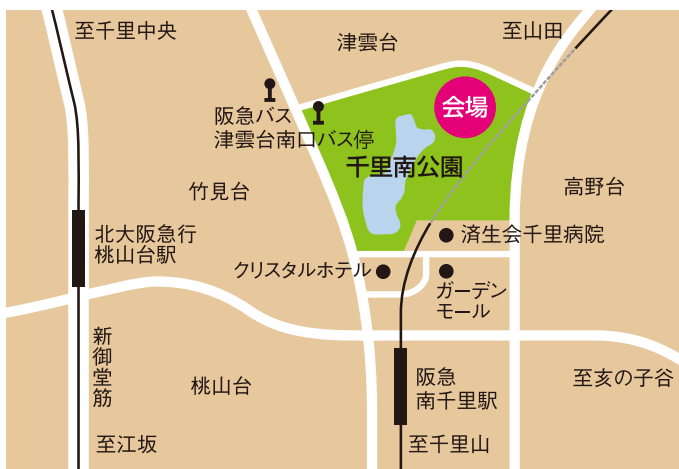 至千里中央
津雲台
至山田
会場
阪急バス
津雲台南口バス停
千里南公園
竹見台
高野台
北大阪急行
桃山台駅
済生会千里病院
クリスタルホテル
ガーデン
モール
新御堂筋
桃山台
阪急
南千里駅
至亥の子谷
至江坂
至千里山